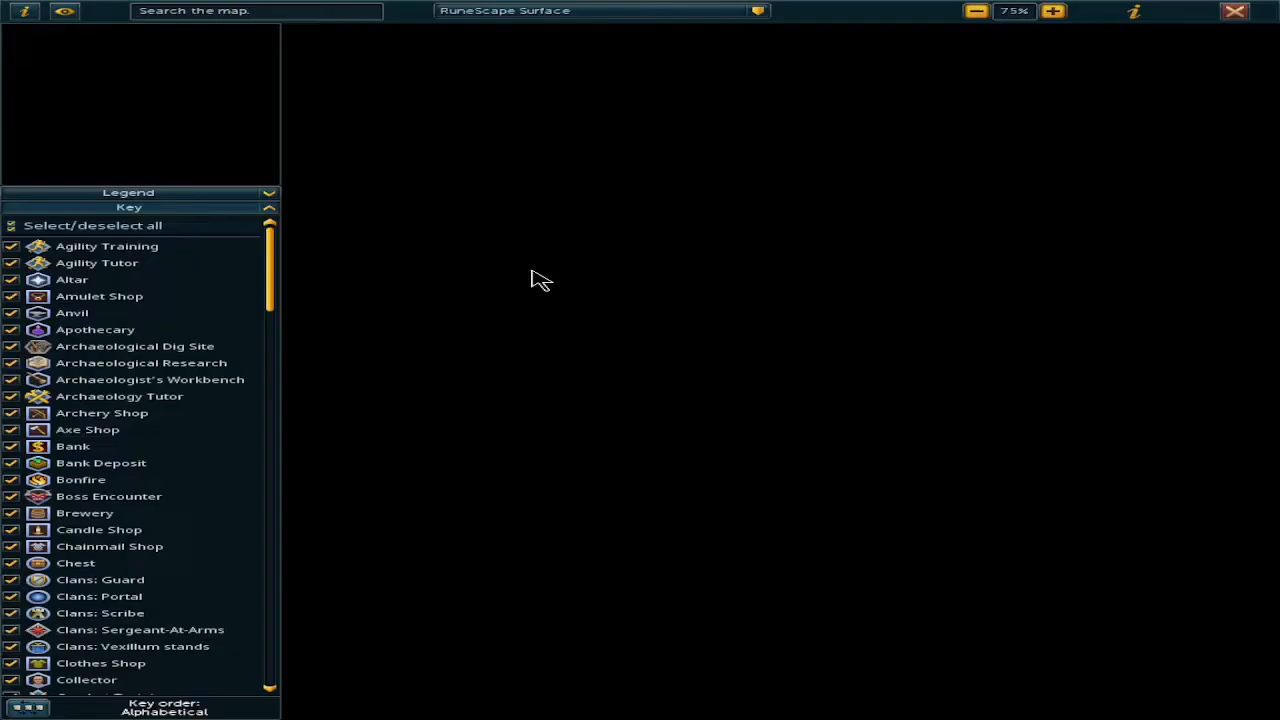 Search the map.
RuneScape Surface
75%
Legend
Key
Select/deselect all
Agility Training
Agility Tutor
Altar
Amulet Shop
Anvil
Apothecary
Archaeological Dig Site
Archaeological Research
Archaeologist's Workbench
Archaeology Tutor
Archery Shop
Axe Shop
Bank
Bank Deposit
Bonfire
Boss Encounter
Brewery
Candle Shop
Chainmail Shop
Chest
Clans: Guard
Clans: Portal
Clans: Scribe
Clans: Sergeant-At-Arms
Clans: Vexillum stands
Clothes Shop
Collector
Key order:
Alphabetical